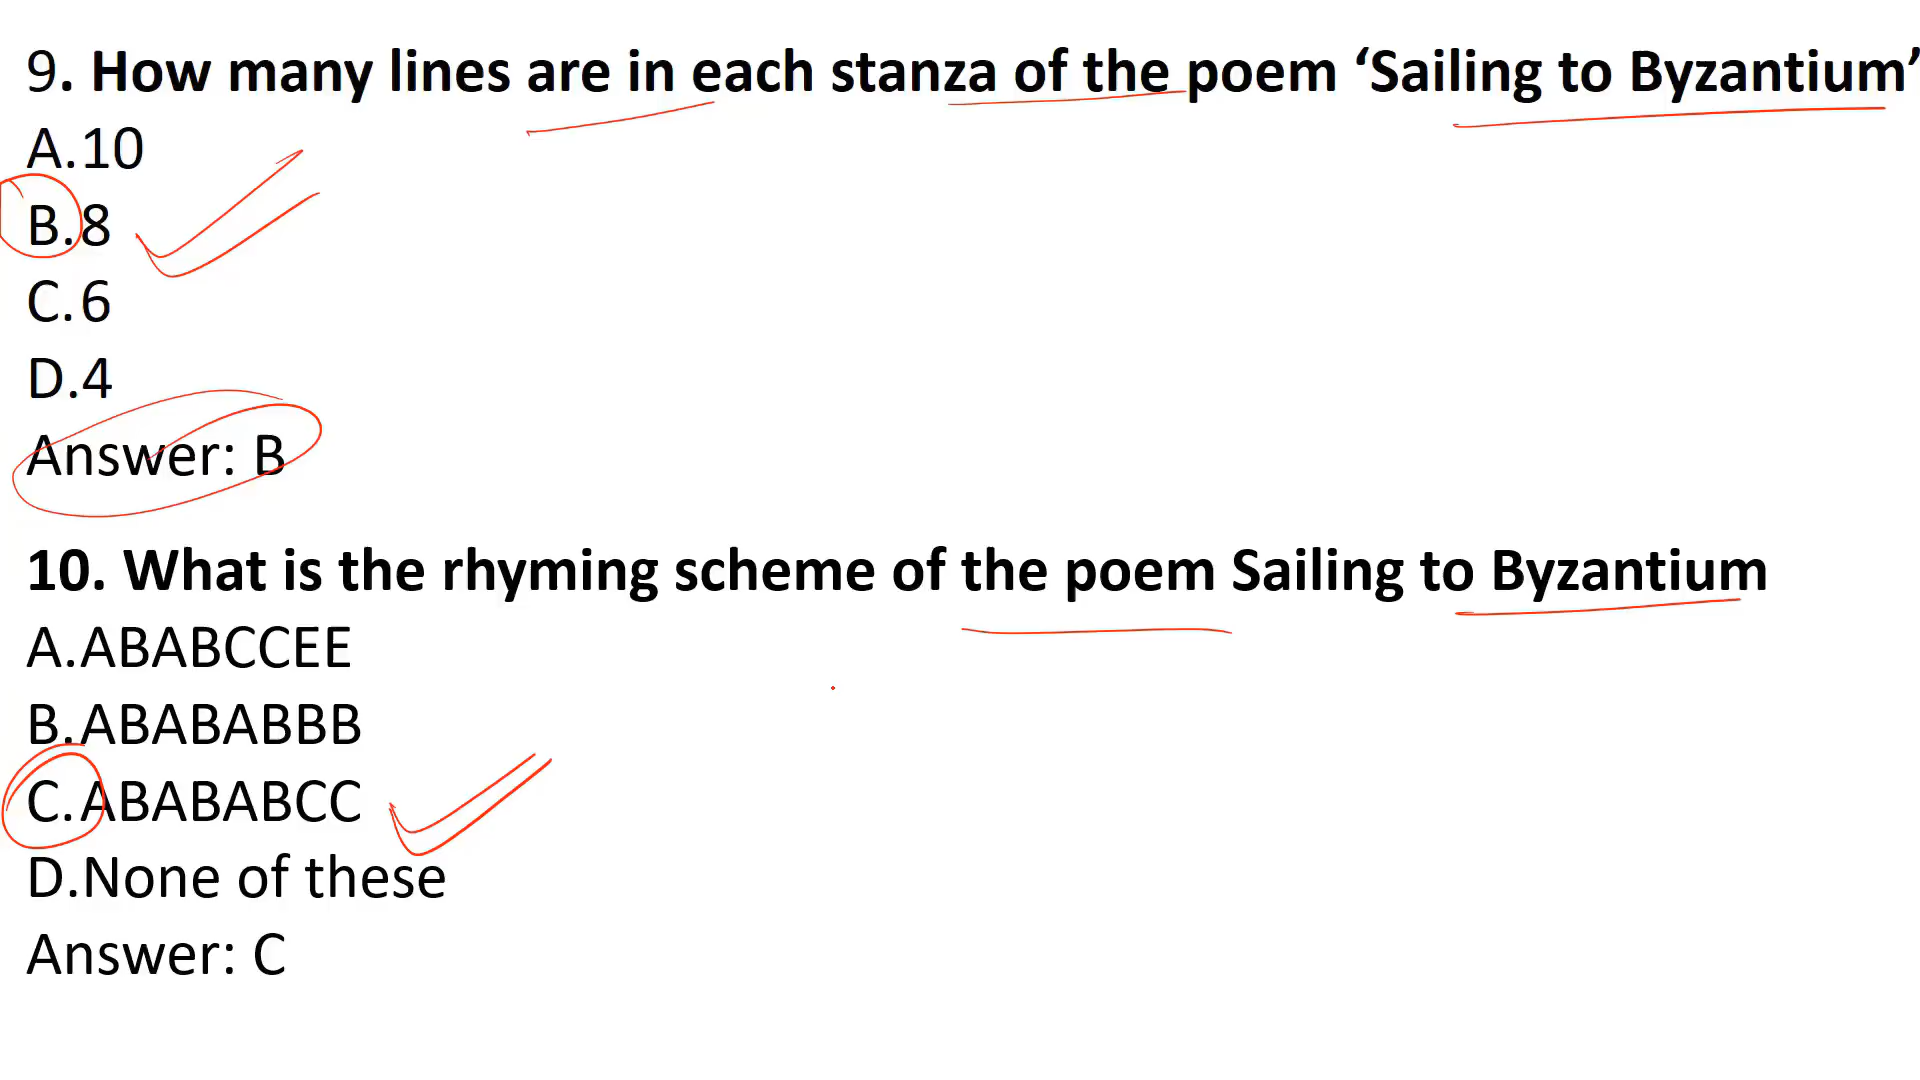 9. How many lines are in each stanza of the poem ‘Sailing to Byzantium’
A.10
B.8
C.6
D.4
Answer: B
10. What is the rhyming scheme of the poem Sailing to Byzantium
A.ABABCCEE
B.ABABABBB
C.ABABABCC
D.None of these
Answer: C